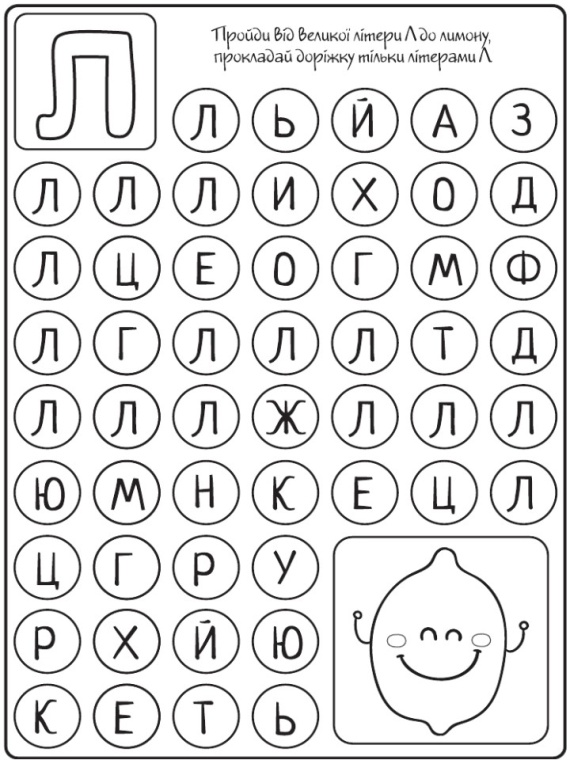 Л
Пройди від великої літери Л до лимону,
прокладай доріжку тільки літерами Л
Л Ь Й А З
Л Л Л И Х О Д
Л Ц Е О Г М Ф
Л Г Л Л Л Т Д
Л Л Л Ж Л Л Л
Ю М Н К Е Ц Л
Ц Г Р У
Р Х Й Ю
К Е Т Ь